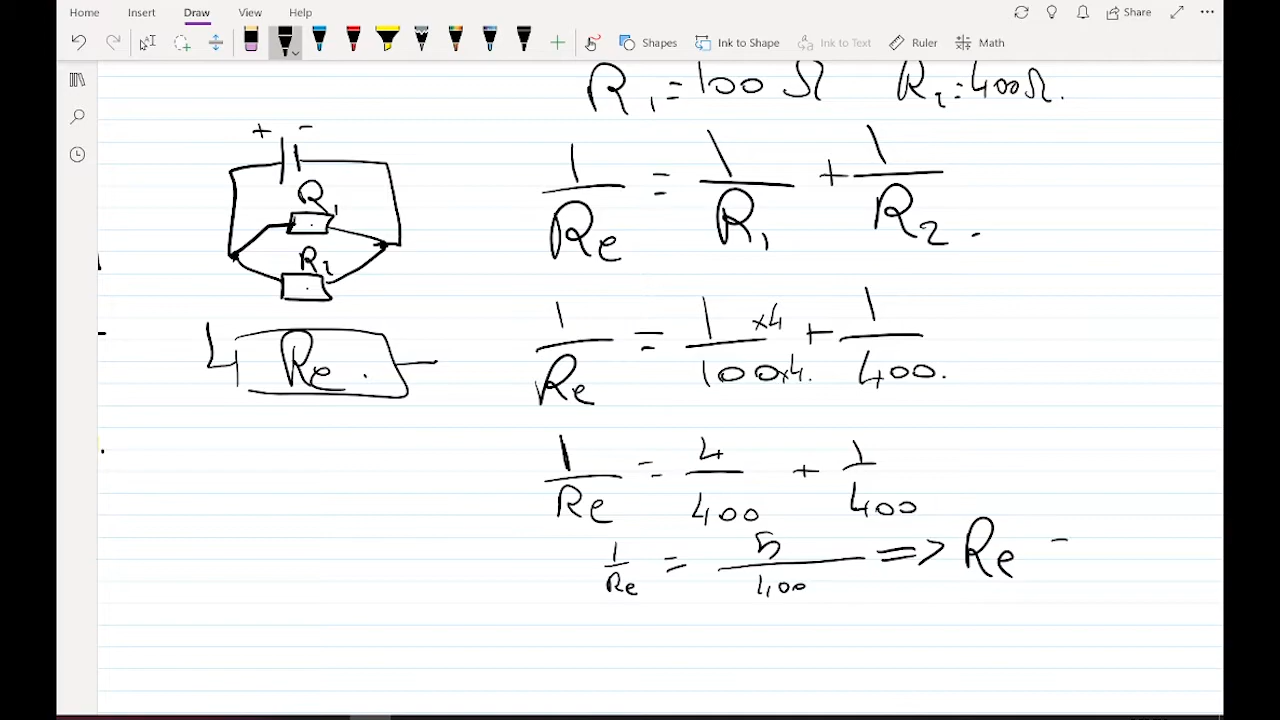 Home Insert Draw View Help Share
Shapes Ink to Shape Ink to Text Ruler Math
R₁ = 100 Ω R₂ = 400 Ω.
+ -
R₁
R₂
1/Re = 1/R₁ + 1/R₂.
Re.
1/Re = 1 ×4/100 ×4. + 1/400.
1/Re = 4/400 + 1/400
1/Re = 5/400 => Re -